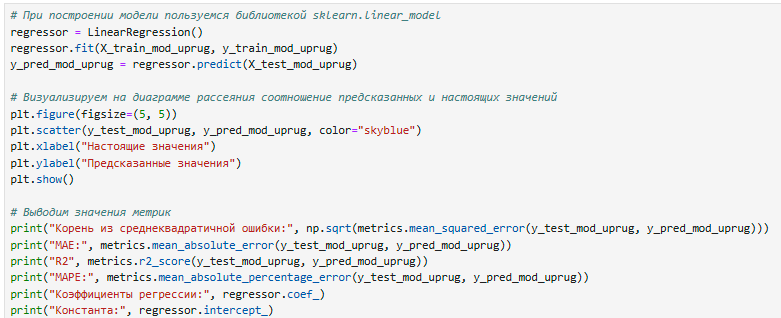 # При построении модели пользуемся библиотекой sklearn.linear_model
regressor = LinearRegression()
regressor.fit(X_train_mod_uprug, y_train_mod_uprug)
y_pred_mod_uprug = regressor.predict(X_test_mod_uprug)

# Визуализируем на диаграмме рассеяния соотношение предсказанных и настоящих значений
plt.figure(figsize=(5, 5))
plt.scatter(y_test_mod_uprug, y_pred_mod_uprug, color="skyblue")
plt.xlabel("Настоящие значения")
plt.ylabel("Предсказанные значения")
plt.show()

# Выводим значения метрик
print("Корень из среднеквадратичной ошибки:", np.sqrt(metrics.mean_squared_error(y_test_mod_uprug, y_pred_mod_uprug)))
print("MAE:", metrics.mean_absolute_error(y_test_mod_uprug, y_pred_mod_uprug))
print("R2", metrics.r2_score(y_test_mod_uprug, y_pred_mod_uprug))
print("MAPE:", metrics.mean_absolute_percentage_error(y_test_mod_uprug, y_pred_mod_uprug))
print("Коэффициенты регрессии:", regressor.coef_)
print("Константа:", regressor.intercept_)